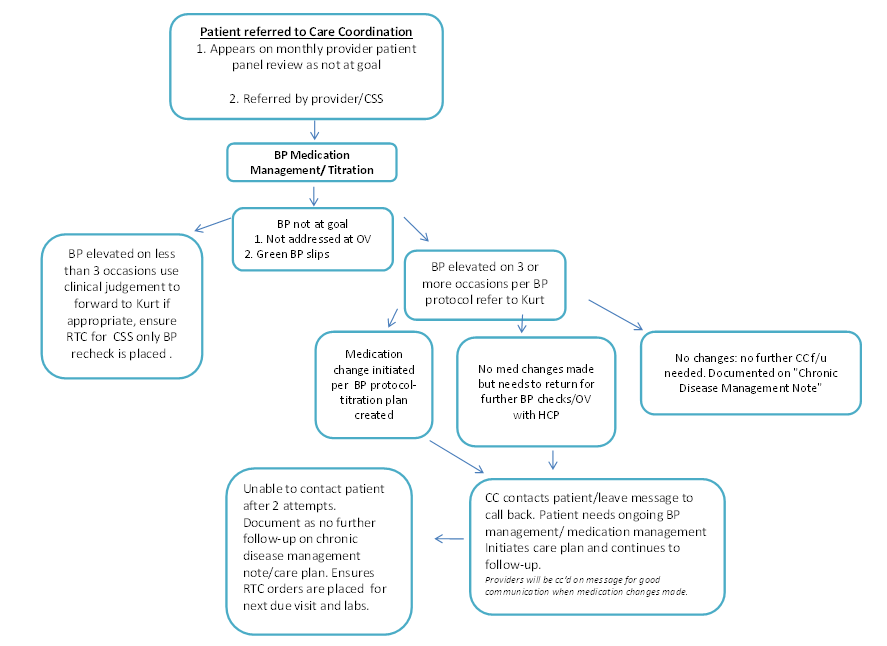 Patient referred to Care Coordination
1. Appears on monthly provider patient
panel review as not at goal
2. Referred by provider/CSS
BP Medication
Management/ Titration
BP not at goal
1. Not addressed at OV
2. Green BP slips
BP elevated on less
than 3 occasions use
clinical judgement to
forward to Kurt if
appropriate, ensure
RTC for CSS only BP
recheck is placed .
BP elevated on 3 or
more occasions per BP
protocol refer to Kurt
Medication
change initiated
per BP protocol-
titration plan
created
No med changes made
but needs to return for
further BP checks/OV
with HCP
No changes: no further CC f/u
needed. Documented on "Chronic
Disease Management Note"
Unable to contact patient
after 2 attempts.
Document as no further
follow-up on chronic
disease management
note/care plan. Ensures
RTC orders are placed for
next due visit and labs.
CC contacts patient/leave message to
call back. Patient needs ongoing BP
management/ medication management
Initiates care plan and continues to
follow-up.
Providers will be cc'd on message for good
communication when medication changes made.